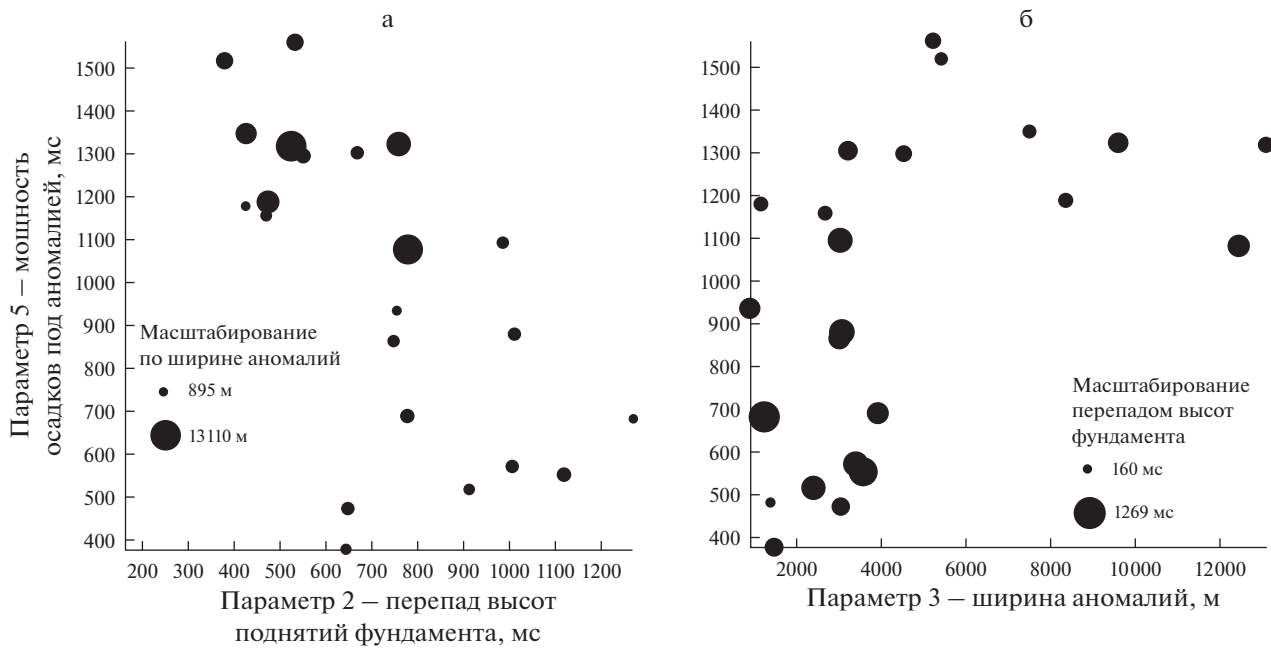 а
Параметр 5 – мощность
осадков под аномалией, мс
1500
1400
1300
1200
1100
1000
900
800
700
600
500
400
Масштабирование
по ширине аномалий
895 м
13110 м
200 300 400 500 600 700 800 900 1000 1100 1200
Параметр 2 – перепад высот
поднятий фундамента, мс
б
1500
1400
1300
1200
1100
1000
900
800
700
600
500
400
Масштабирование
перепадом высот
фундамента
160 мс
1269 мс
2000 4000 6000 8000 10000 12000
Параметр 3 – ширина аномалий, м